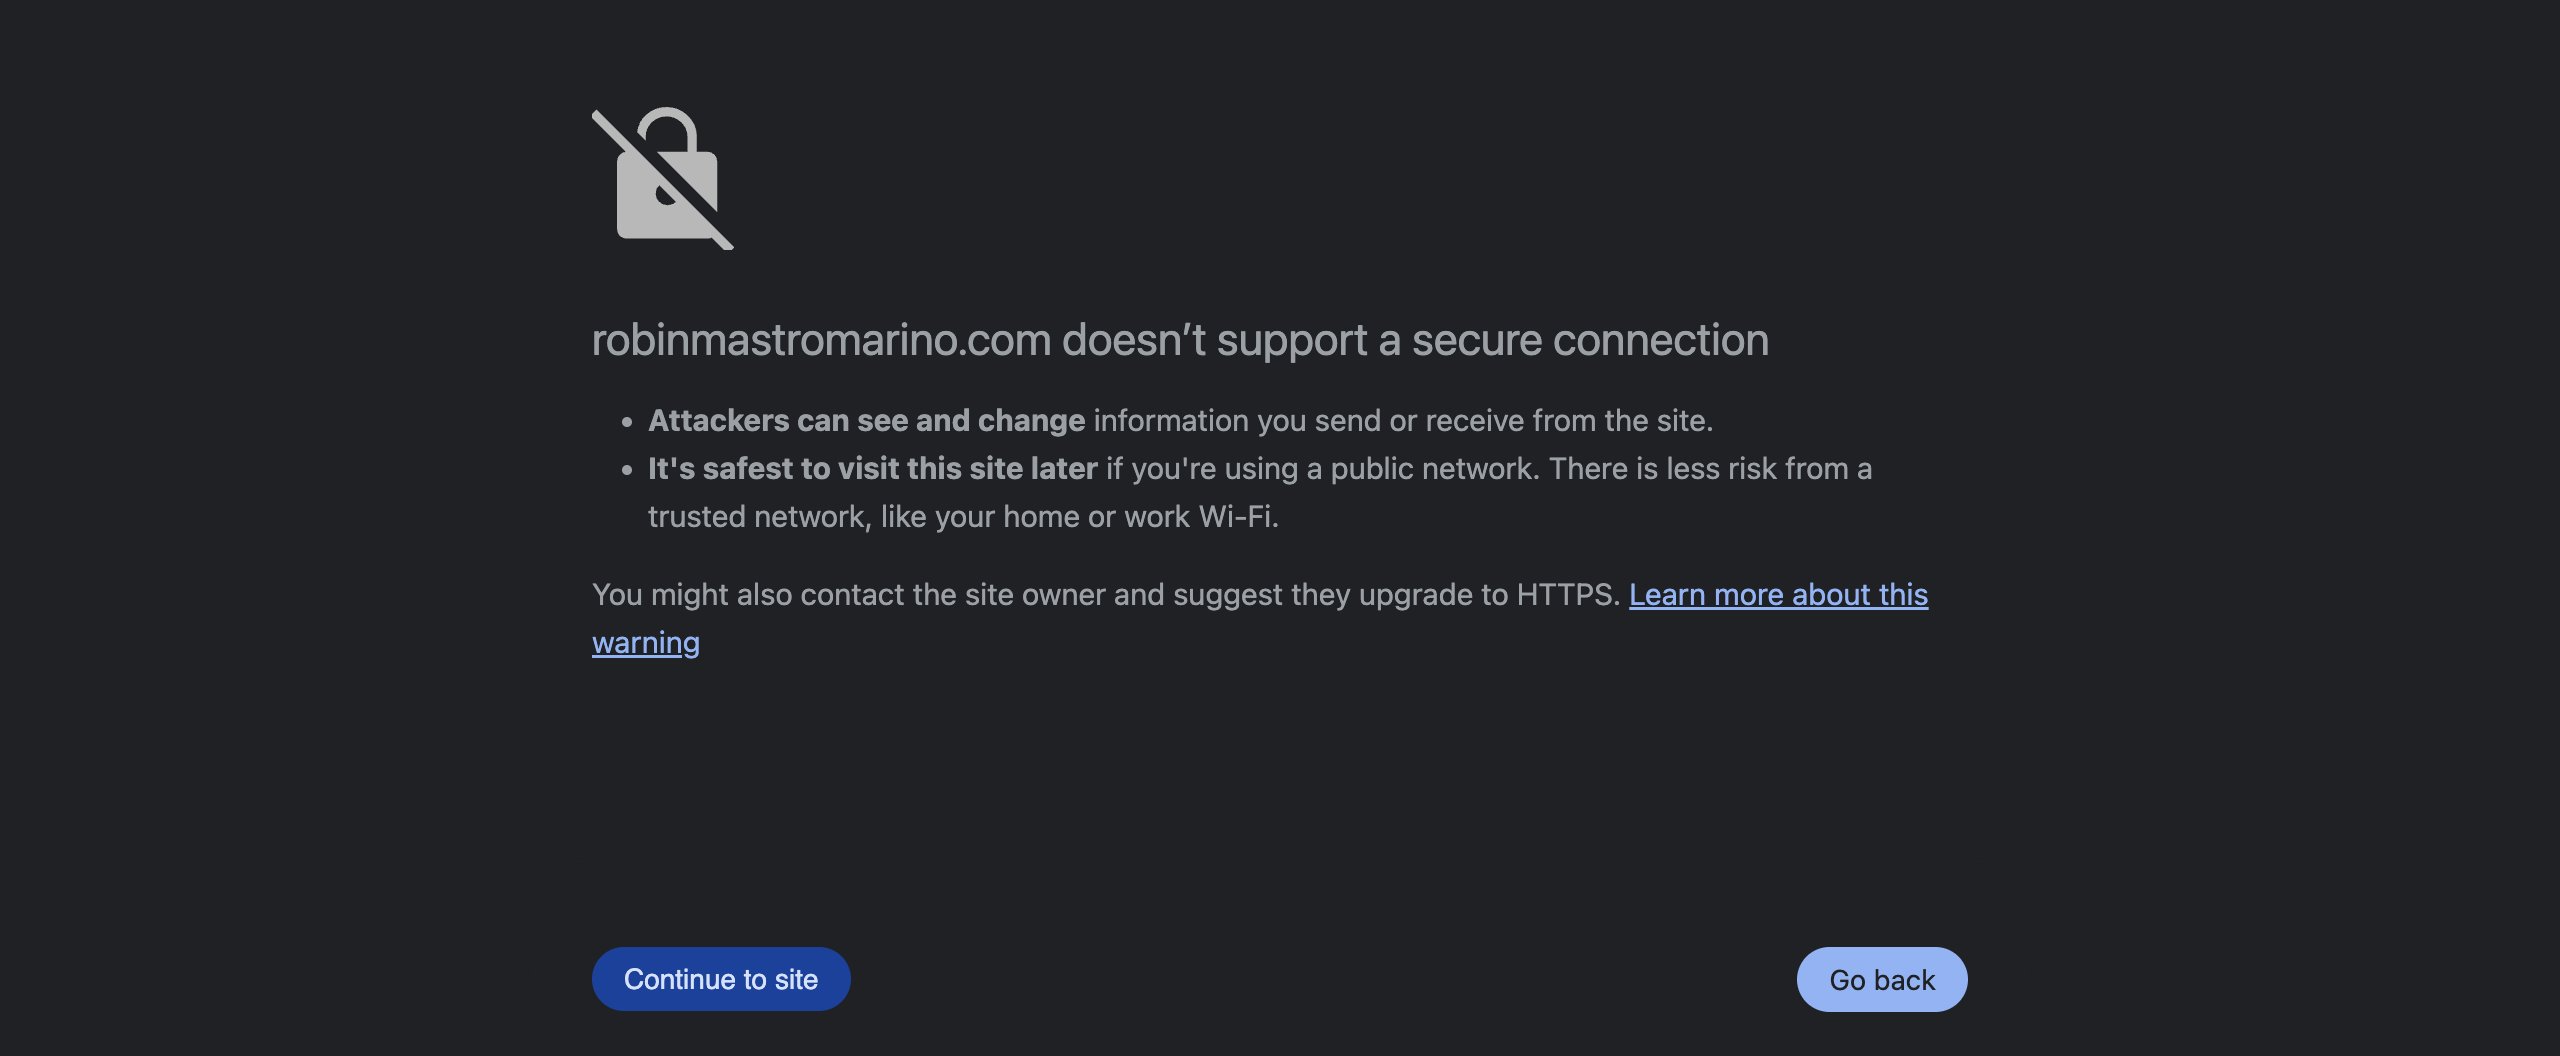 robinmastromarino.com doesn’t support a secure connection
• Attackers can see and change information you send or receive from the site.
• It's safest to visit this site later if you're using a public network. There is less risk from a
trusted network, like your home or work Wi-Fi.
You might also contact the site owner and suggest they upgrade to HTTPS. Learn more about this
warning
Continue to site
Go back